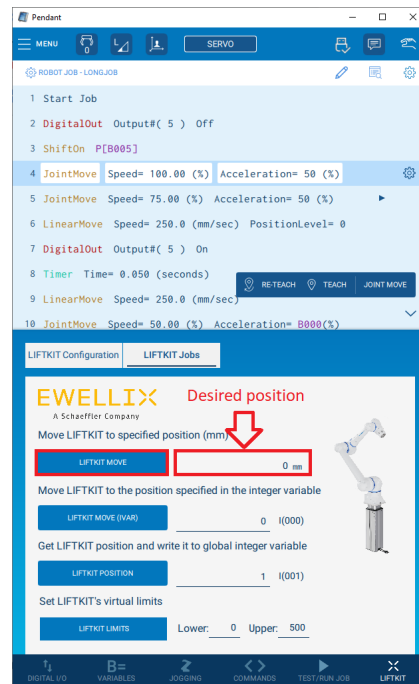 Pendant
MENU
0
L
SERVO
ROBOT JOB - LONGJOB
1 Start Job
2 DigitalOut Output#( 5 ) Off
3 ShiftOn P[B005]
4 JointMove Speed= 100.00 (%) Acceleration= 50 (%)
5 JointMove Speed= 75.00 (%) Acceleration= 50 (%)
6 LinearMove Speed= 250.0 (mm/sec) PositionLevel= 0
7 DigitalOut Output#( 5 ) On
8 Timer Time= 0.050 (seconds)
RE-TEACH TEACH JOINT MOVE
9 LinearMove Speed= 250.0 (mm/sec)
10 JointMove Speed= 50.00 (%) Acceleration= B000(%)
LIFTKIT Configuration LIFTKIT Jobs
EWELLIX
A Schaeffler Company
Desired position
Move LIFTKIT to specified position (mm)
LIFTKIT MOVE 0 mm
Move LIFTKIT to the position specified in the integer variable
LIFTKIT MOVE (IVAR) 0 I(000)
Get LIFTKIT position and write it to global integer variable
LIFTKIT POSITION 1 I(001)
Set LIFTKIT's virtual limits
LIFTKIT LIMITS Lower: 0 Upper: 500
DIGITAL I/O VARIABLES JOGGING COMMANDS TEST/RUN JOB LIFTKIT